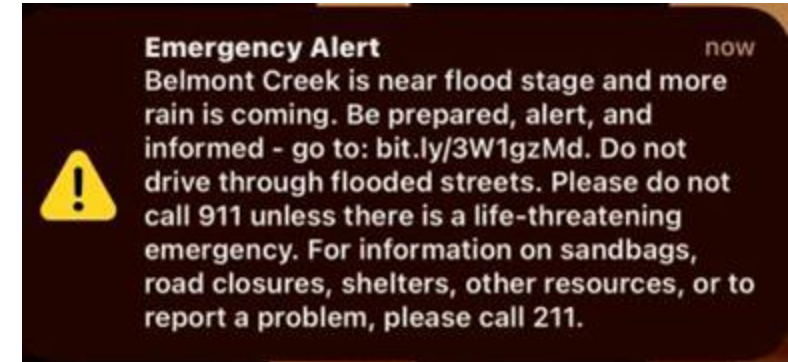 Emergency Alert now
Belmont Creek is near flood stage and more
rain is coming. Be prepared, alert, and
informed - go to: bit.ly/3W1gzMd. Do not
drive through flooded streets. Please do not
call 911 unless there is a life-threatening
emergency. For information on sandbags,
road closures, shelters, other resources, or to
report a problem, please call 211.